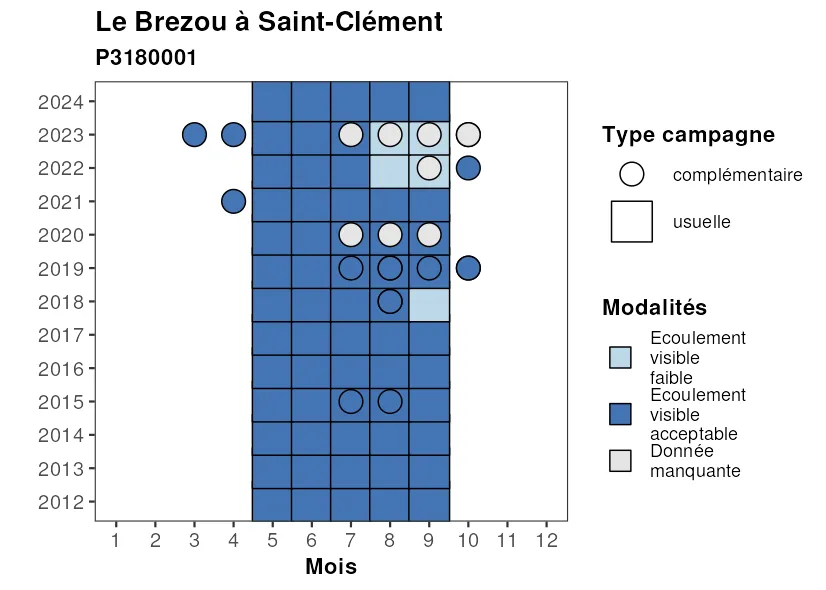 Le Brezou à Saint-Clément
P3180001
2024
2023
2022
2021
2020
2019
2018
2017
2016
2015
2014
2013
2012
1 2 3 4 5 6 7 8 9 10 11 12
Mois
Type campagne
complémentaire
usuelle
Modalités
Ecoulement
visible
faible
Ecoulement
visible
acceptable
Donnée
manquante